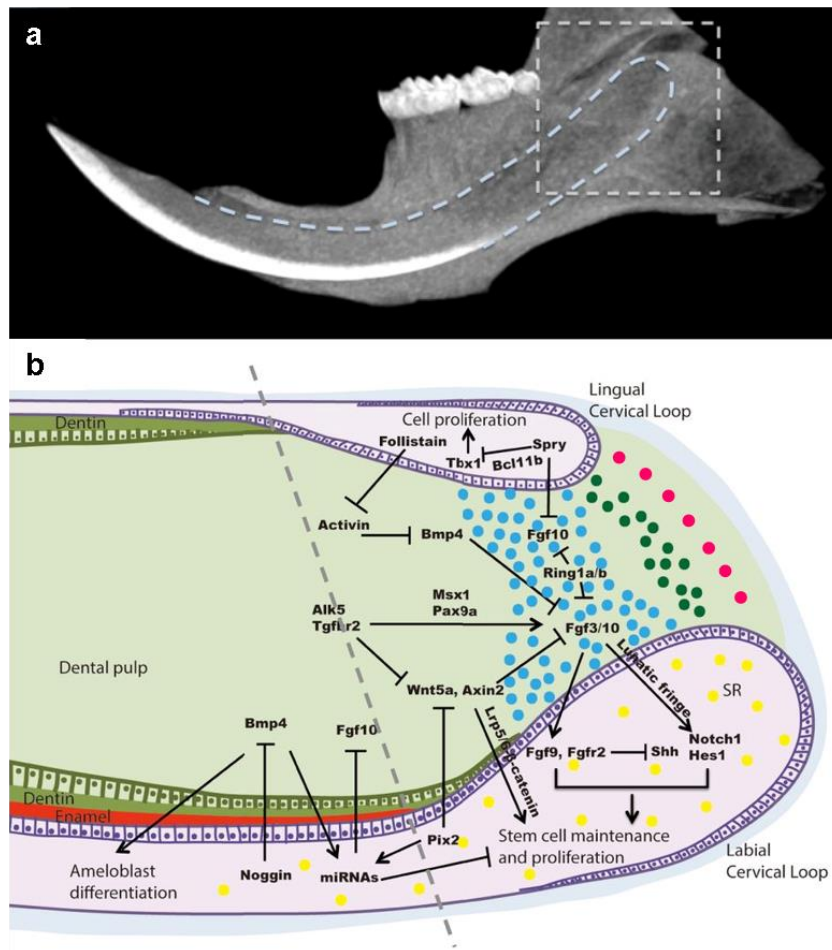 a
b
Lingual
Cervical Loop
Dentin
Cell proliferation
Follistain
Spry
Tbx1
Bcl11b
Activin
Bmp4
Fgf10
Ring1a/b
Msx1
Pax9a
Alk5
Tgfbr2
Fgf3/10
Lunatic fringe
Dental pulp
SR
Wnt5a, Axin2
Lrp5/6,β-catenin
Bmp4
Fgf10
Notch1
Hes1
Fgf9, Fgfr2
Shh
Dentin
Enamel
Pix2
Stem cell maintenance
and proliferation
Ameloblast
differentiation
Noggin
miRNAs
Labial
Cervical Loop